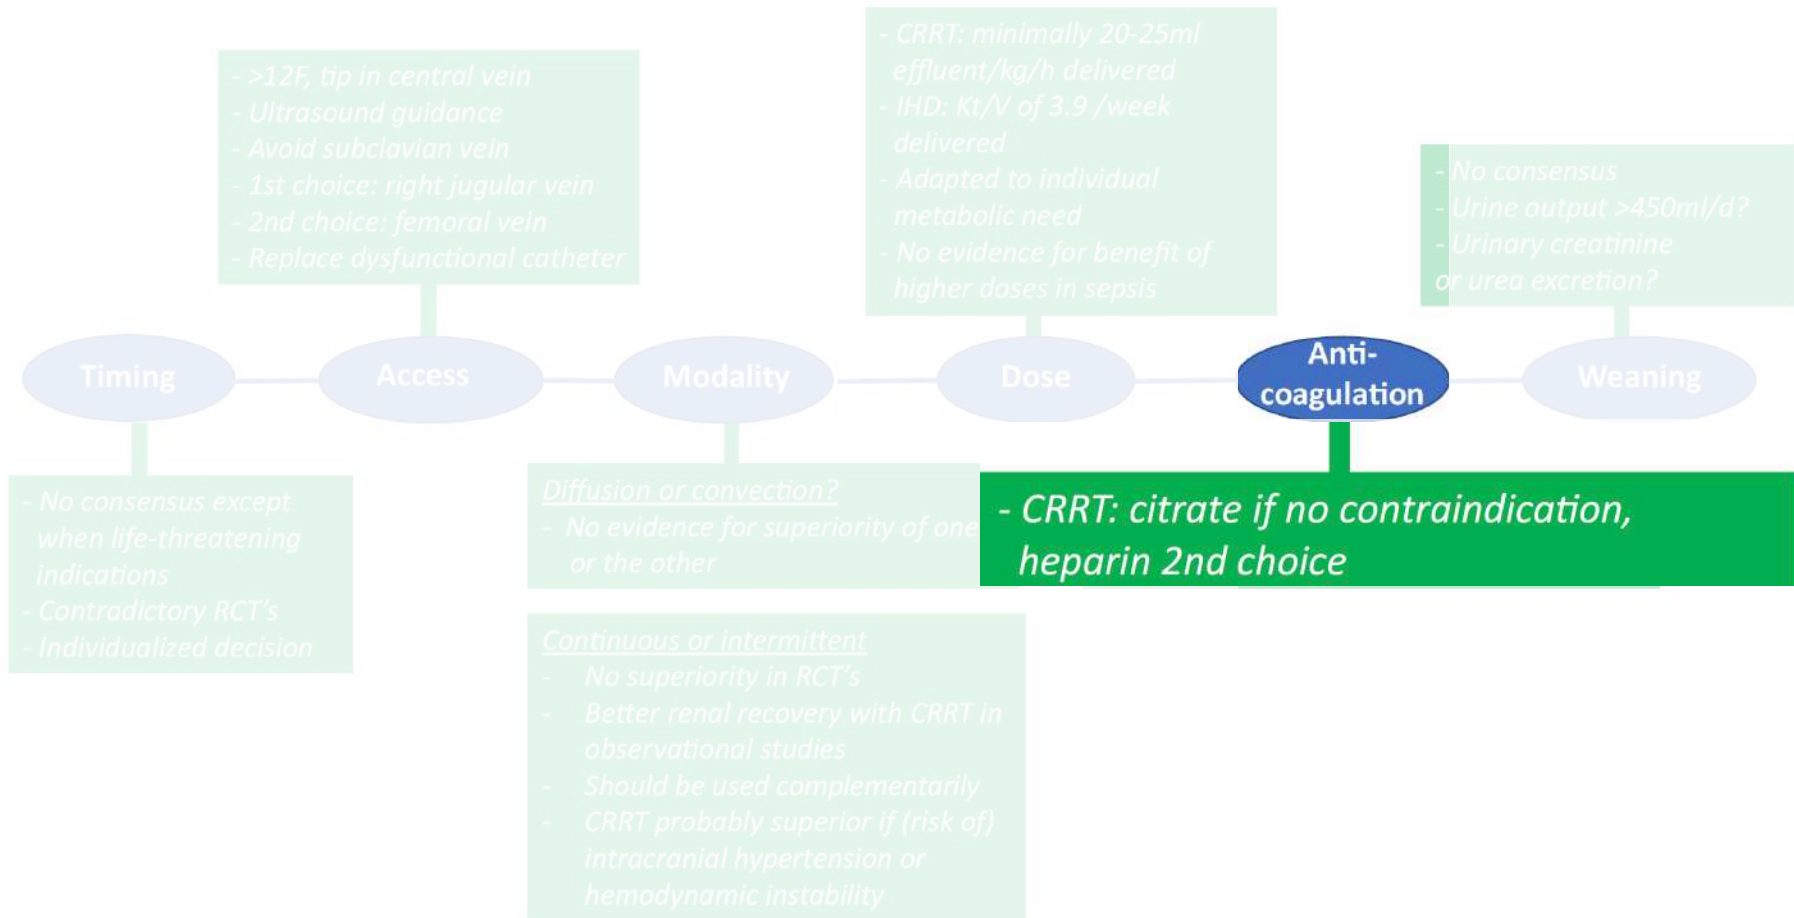 - >12F, tip in central vein
- Ultrasound guidance
- Avoid subclavian vein
- 1st choice: right jugular vein
- 2nd choice: femoral vein
- Replace dysfunctional catheter
- CRRT: minimally 20-25ml
effluent/kg/h delivered
- IHD: Kt/V of 3.9 /week
delivered
- Adapted to individual
metabolic need
- No evidence for benefit of
higher doses in sepsis
- No consensus
- Urine output >450ml/d?
- Urinary creatinine
or urea excretion?
Timing
Access
Modality
Dose
Anti-
coagulation
Weaning
- No consensus except
when life-threatening
indications
- Contradictory RCT's
- Individualized decision
Diffusion or convection?
- No evidence for superiority of one
or the other
- CRRT: citrate if no contraindication,
heparin 2nd choice
Continuous or intermittent
- No superiority in RCT's
- Better renal recovery with CRRT in
observational studies
- Should be used complementarily
- CRRT probably superior if (risk of)
intracranial hypertension or
hemodynamic instability